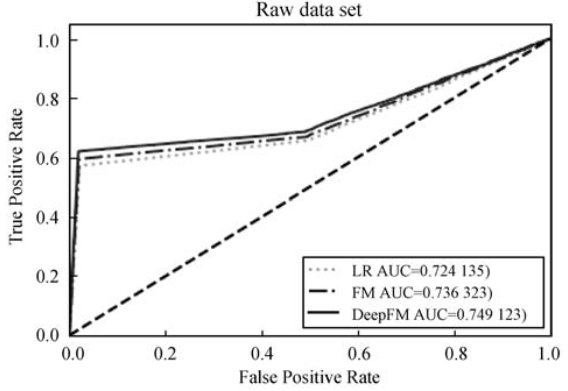 Raw data set
True Positive Rate
1.0
0.8
0.6
0.4
0.2
0.0
LR AUC=0.724 135)
FM AUC=0.736 323)
DeepFM AUC=0.749 123)
0.0 0.2 0.4 0.6 0.8 1.0
False Positive Rate